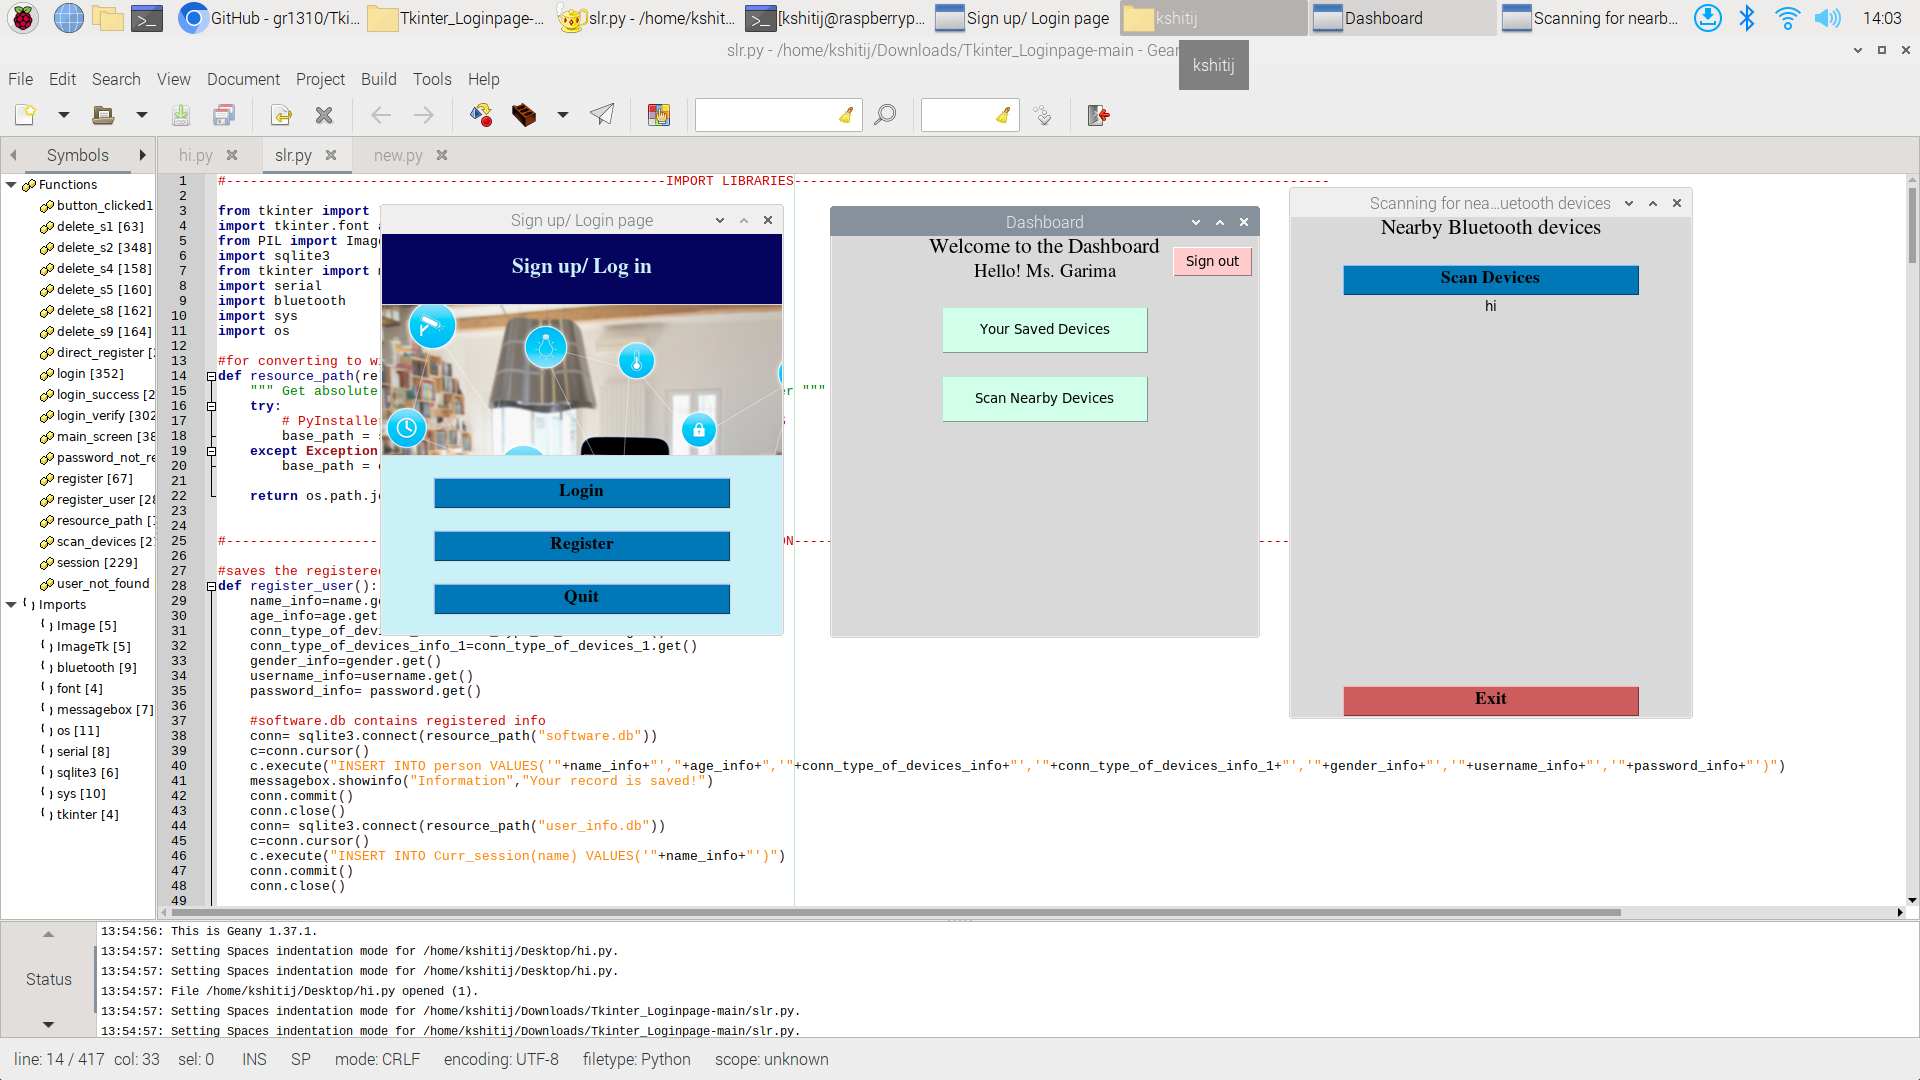 GitHub - gr1310/Tki...
Tkinter_Loginpage-...
slr.py - /home/kshit...
[kshitij@raspberryp...
Sign up/ Login page
kshitij
Dashboard
Scanning for nearb...
14:03
slr.py - /home/kshitij/Downloads/Tkinter_Loginpage-main - Gear
kshitij
File Edit Search View Document Project Build Tools Help
Symbols
hi.py
slr.py
new.py
Functions
button_clicked1
delete_s1 [63]
delete_s2 [348]
delete_s4 [158]
delete_s5 [160]
delete_s8 [162]
delete_s9 [164]
direct_register [
login [352]
login_success [2
login_verify [302
main_screen [38
password_not_re
register [67]
register_user [28
resource_path [
scan_devices [2
session [229]
user_not_found
Imports
Image [5]
ImageTk [5]
bluetooth [9]
font [4]
messagebox [7]
os [11]
serial [8]
sqlite3 [6]
sys [10]
tkinter [4]
1 #-------------------------------------------------------IMPORT LIBRARIES-------------------------------------------------------------------
2
3 from tkinter import
4 import tkinter.font a
5 from PIL import Imag
6 import sqlite3
7 from tkinter import
8 import serial
9 import bluetooth
10 import sys
11 import os
12
13 #for converting to w
14 def resource_path(re
15 """ Get absolute r """
16 try:
17 # PyInstalle
18 base_path =
19 except Exception
20 base_path =
21
22 return os.path.j
23
24
25 #-------------------- ON----- ----
26
27 #saves the registered
28 def register_user():
29 name_info=name.g
30 age_info=age.get
31 conn_type_of_devi
32 conn_type_of_devices_info_1=conn_type_of_devices_1.get()
33 gender_info=gender.get()
34 username_info=username.get()
35 password_info= password.get()
36
37 #software.db contains registered info
38 conn= sqlite3.connect(resource_path("software.db"))
39 c=conn.cursor()
40 c.execute("INSERT INTO person VALUES('"+name_info+"',"+age_info+",'"+conn_type_of_devices_info+"','"+conn_type_of_devices_info_1+"','"+gender_info+"','"+username_info+"','"+password_info+"')")
41 messagebox.showinfo("Information","Your record is saved!")
42 conn.commit()
43 conn.close()
44 conn= sqlite3.connect(resource_path("user_info.db"))
45 c=conn.cursor()
46 c.execute("INSERT INTO Curr_session(name) VALUES('"+name_info+"')")
47 conn.commit()
48 conn.close()
49
Sign up/ Login page
Sign up/ Log in
Login
Register
Quit
Dashboard
Welcome to the Dashboard
Hello! Ms. Garima
Sign out
Your Saved Devices
Scan Nearby Devices
Scanning for nea...uetooth devices
Nearby Bluetooth devices
Scan Devices
hi
Exit
Status
13:54:56: This is Geany 1.37.1.
13:54:57: Setting Spaces indentation mode for /home/kshitij/Desktop/hi.py.
13:54:57: Setting Spaces indentation mode for /home/kshitij/Desktop/hi.py.
13:54:57: File /home/kshitij/Desktop/hi.py opened (1).
13:54:57: Setting Spaces indentation mode for /home/kshitij/Downloads/Tkinter_Loginpage-main/slr.py.
13:54:57: Setting Spaces indentation mode for /home/kshitij/Downloads/Tkinter_Loginpage-main/slr.py.
line: 14 / 417 col: 33 sel: 0 INS SP mode: CRLF encoding: UTF-8 filetype: Python scope: unknown